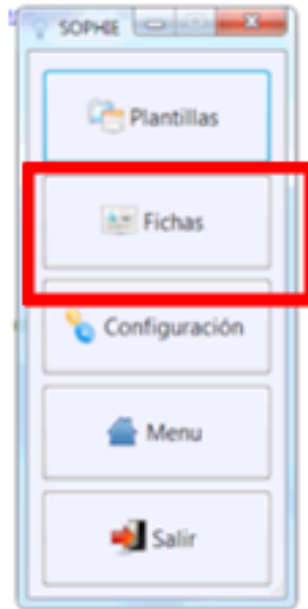 SOPHIE
Plantillas
Fichas
Configuración
Menu
Salir